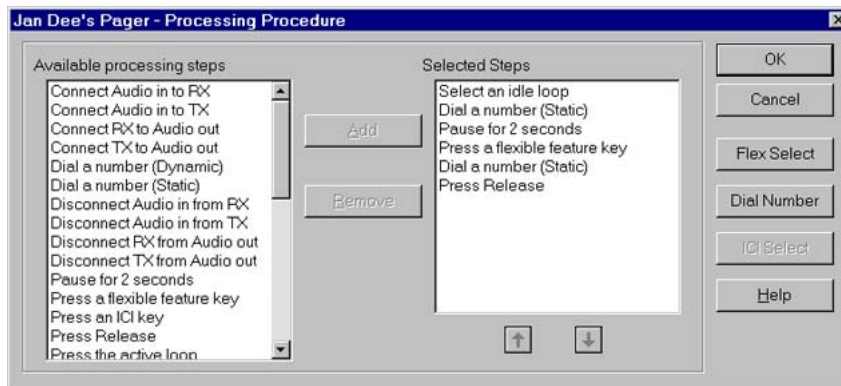 Jan Dee's Pager - Processing Procedure
Available processing steps
Connect Audio in to RX
Connect Audio in to TX
Connect RX to Audio out
Connect TX to Audio out
Dial a number (Dynamic)
Dial a number (Static)
Disconnect Audio in from RX
Disconnect Audio in from TX
Disconnect RX from Audio out
Disconnect TX from Audio out
Pause for 2 seconds
Press a flexible feature key
Press an ICI key
Press Release
Press the active loop
Add
Remove
Selected Steps
Select an idle loop
Dial a number (Static)
Pause for 2 seconds
Press a flexible feature key
Dial a number (Static)
Press Release
OK
Cancel
Flex Select
Dial Number
ICI Select
Help